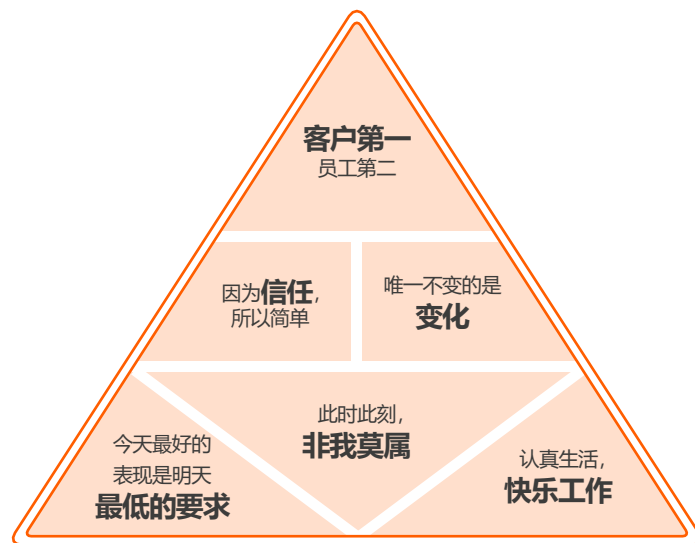 客户第一
员工第二
因为信任，
所以简单
唯一不变的是
变化
此时此刻，
非我莫属
今天最好的
表现是明天
最低的要求
认真生活，
快乐工作